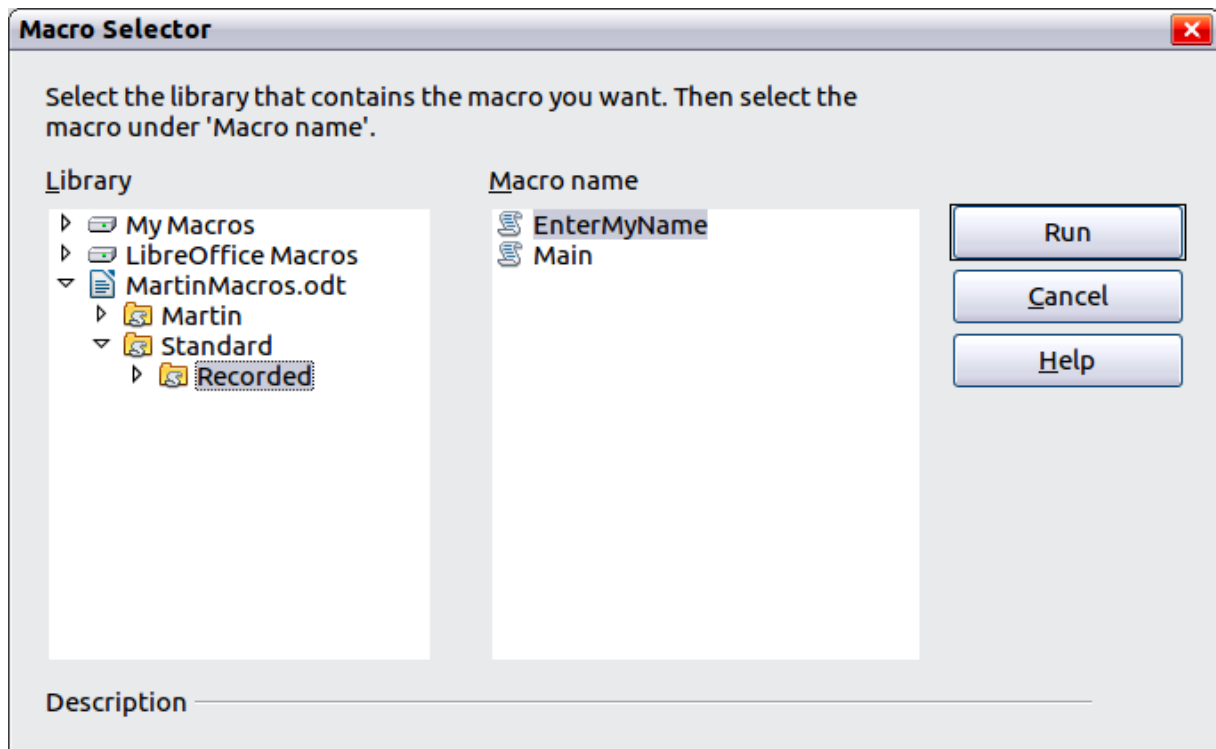 Macro Selector
Select the library that contains the macro you want. Then select the
macro under 'Macro name'.
Library
My Macros
LibreOffice Macros
MartinMacros.odt
Martin
Standard
Recorded
Macro name
EnterMyName
Main
Run
Cancel
Help
Description